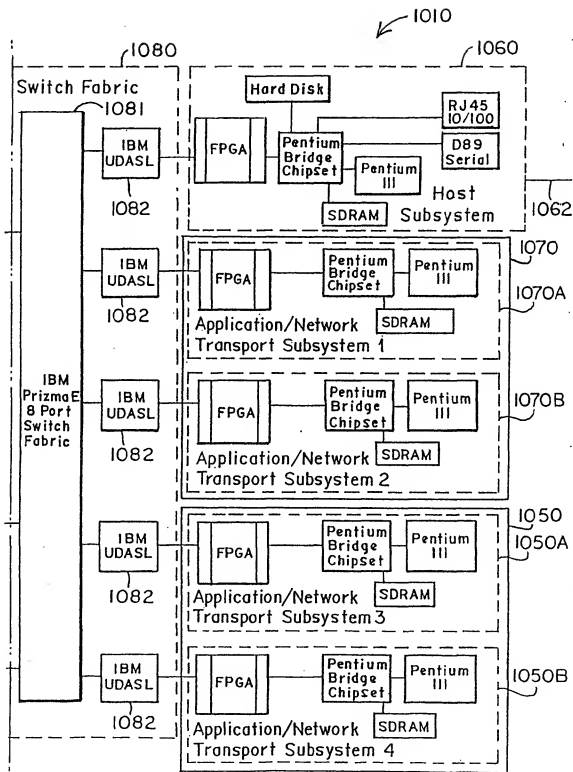 1010
1080
1060
Switch Fabric
1081
Hard Disk
RJ45
10/100
IBM
UDASL
FPGA
Pentium
Bridge
Chipset
D89
Serial
Pentium
III
1082
Host
Subsystem
SDRAM
1062
1070
IBM
UDASL
FPGA
Pentium
Bridge
Chipset
Pentium
III
1070A
1082
SDRAM
Application/Network
Transport Subsystem 1
IBM
PrizmaE
8 Port
Switch
Fabric
IBM
UDASL
FPGA
Pentium
Bridge
Chipset
Pentium
III
1070B
1082
SDRAM
Application/Network
Transport Subsystem 2
1050
IBM
UDASL
FPGA
Pentium
Bridge
Chipset
Pentium
III
1050A
1082
SDRAM
Application/Network
Transport Subsystem 3
IBM
UDASL
FPGA
Pentium
Bridge
Chipset
Pentium
III
1050B
1082
SDRAM
Application/Network
Transport Subsystem 4